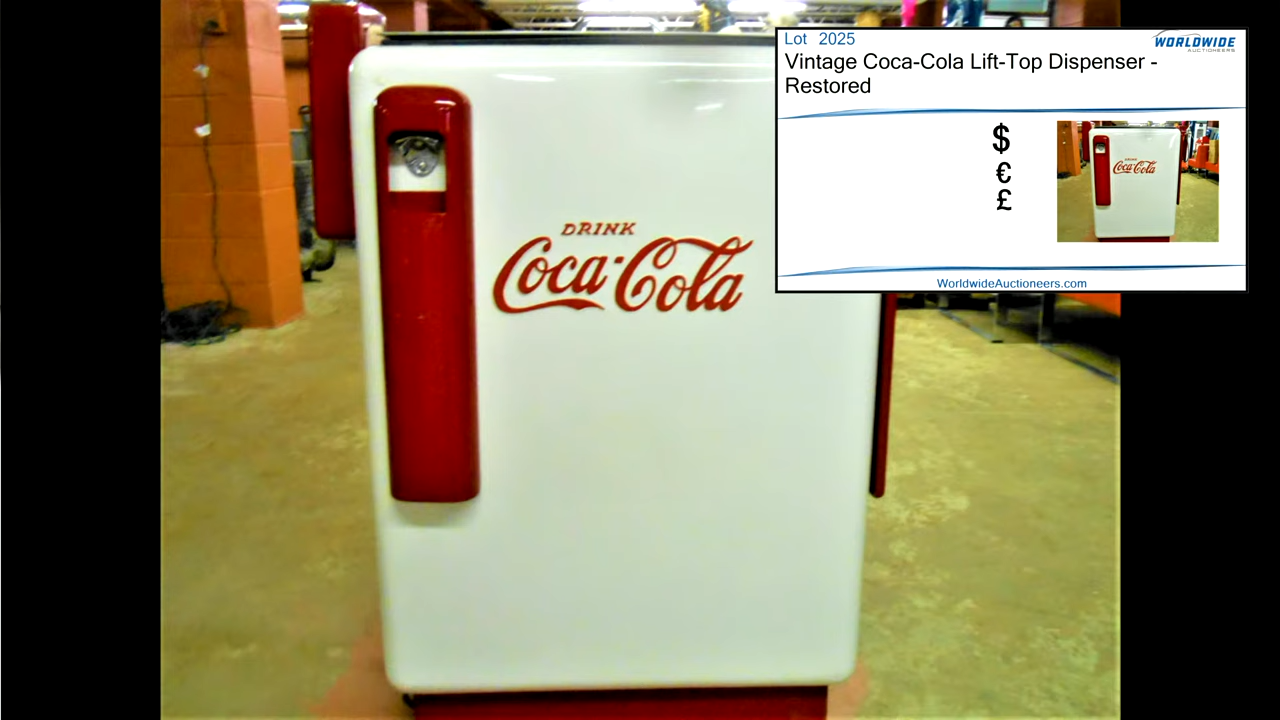 Lot 2025
WORLDWIDE
AUCTIONEERS
Vintage Coca-Cola Lift-Top Dispenser -
Restored
$
€
£
DRINK
Coca-Cola
DRINK
Coca-Cola
WorldwideAuctioneers.com